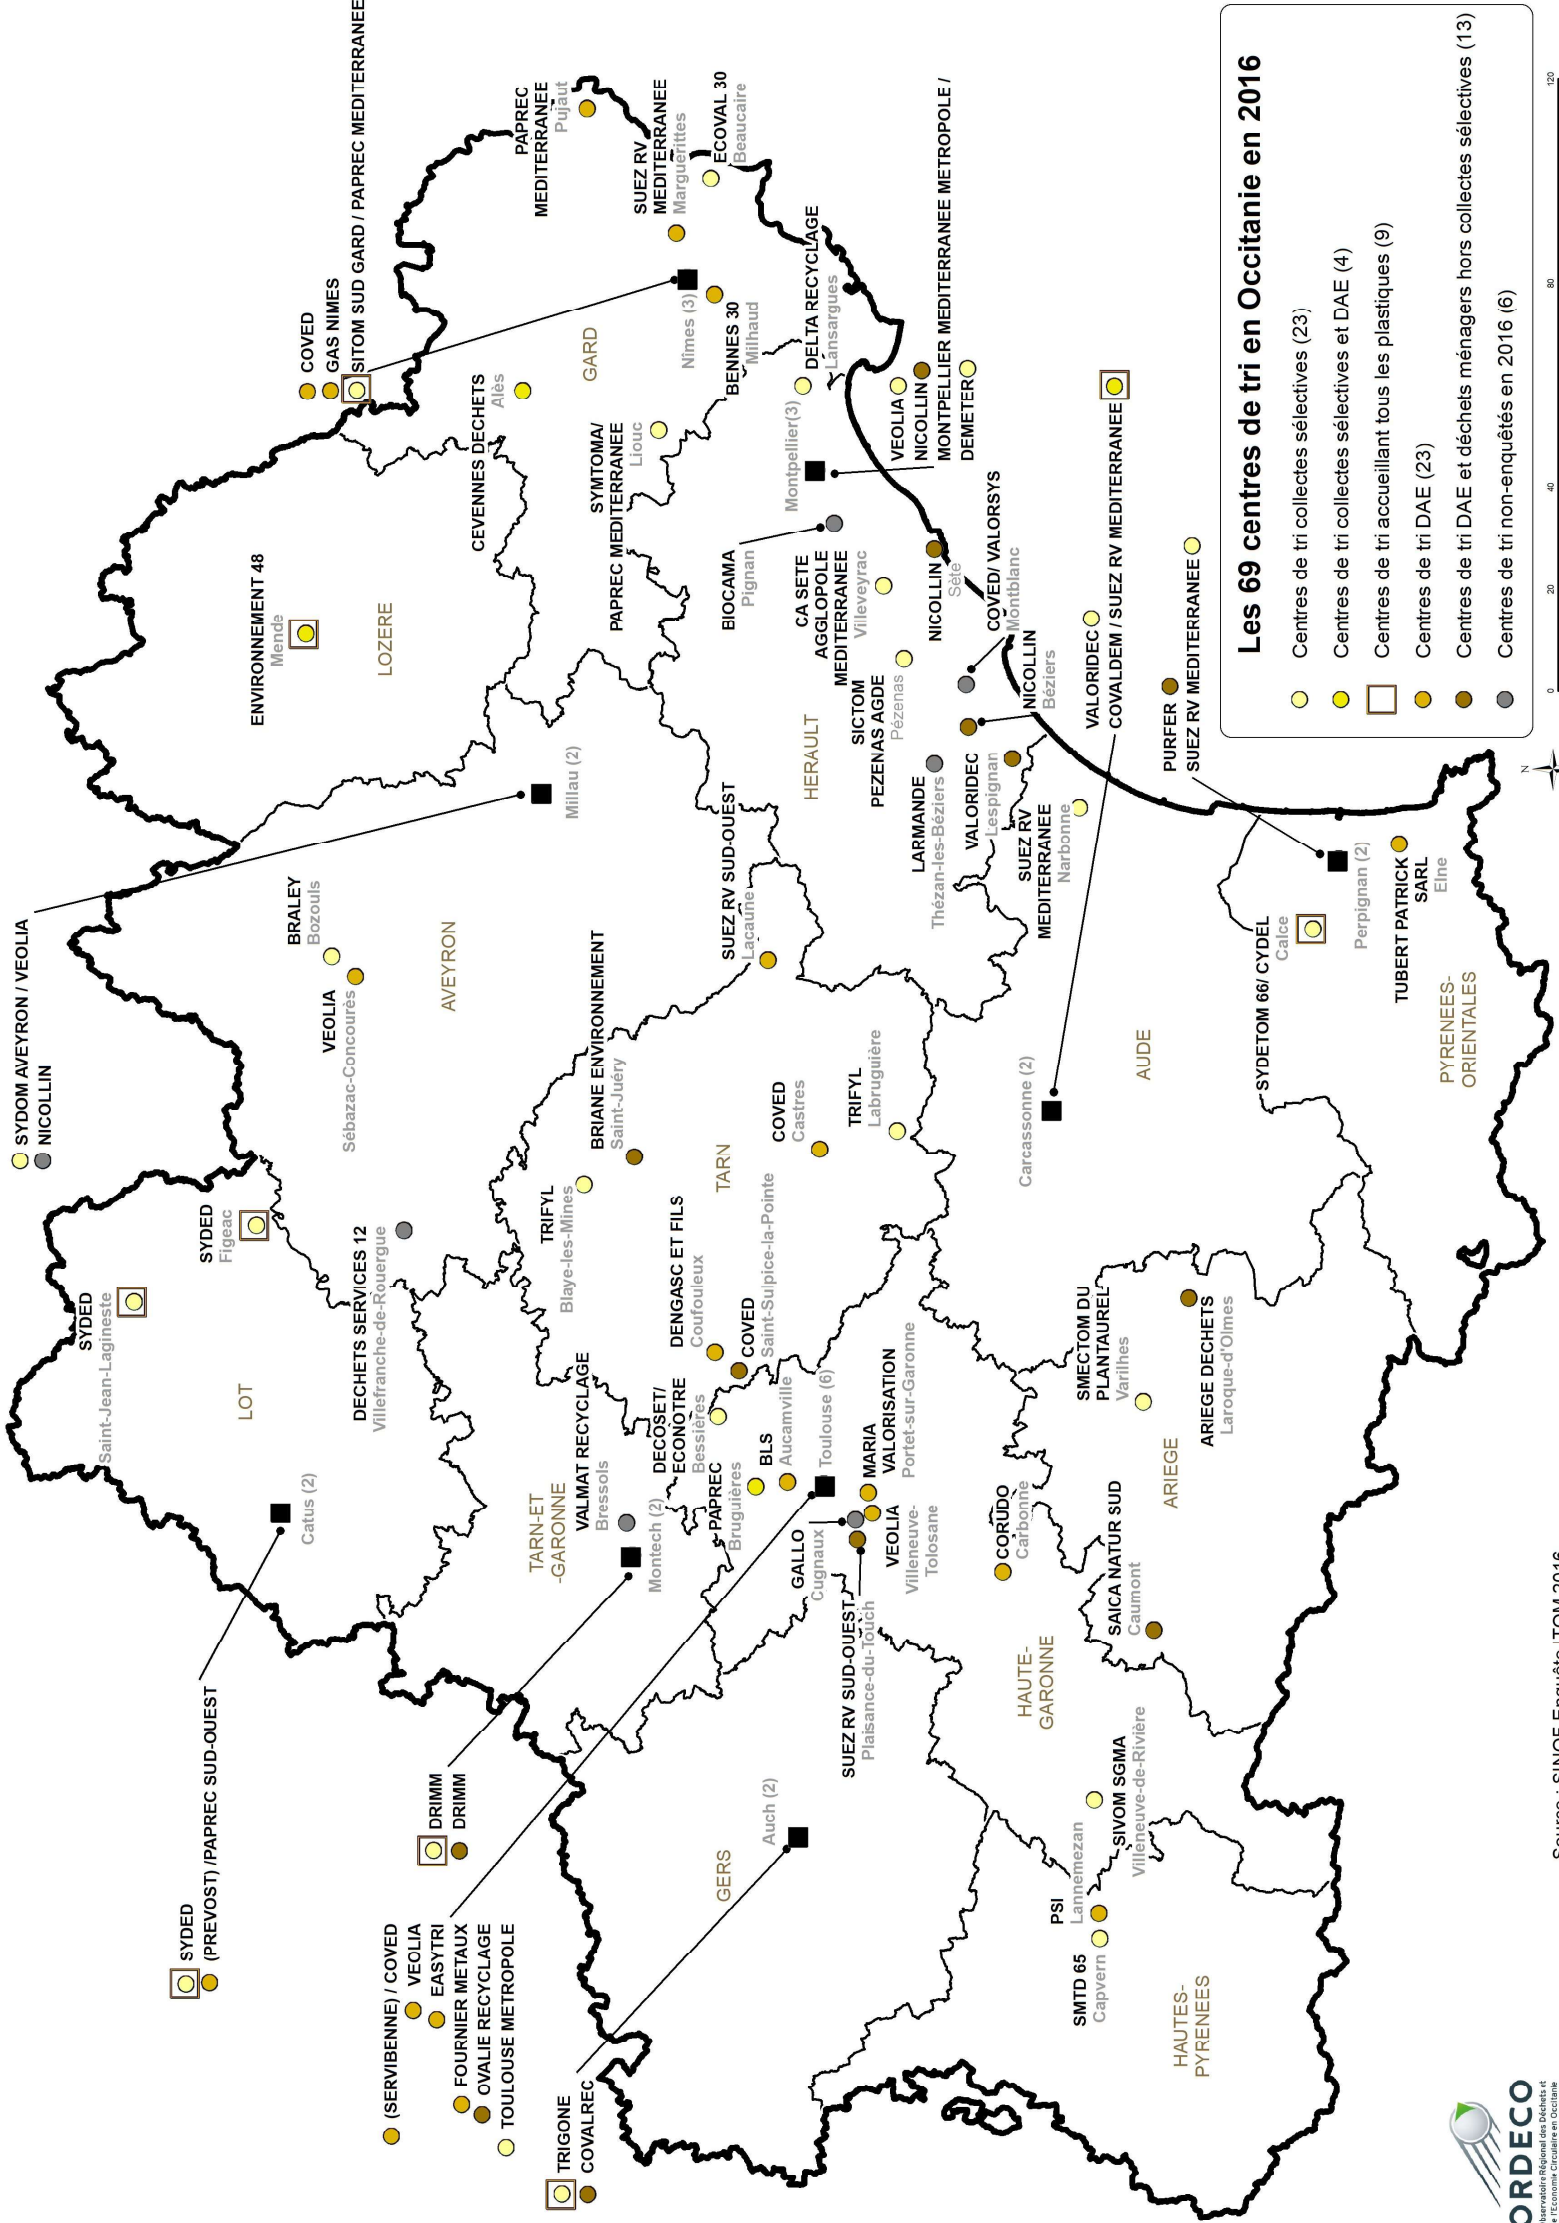 SYDOM AVEYRON / VEOLIA
NICOLLIN
SYDED
Saint-Jean-Lagineste
SYDED
Figeac
LOT
Catus (2)
SYDED
(PREVOST) /PAPREC SUD-OUEST
DECHETS SERVICES 12
Villefranche-de-Rouergue
BRALEY
Bozouls
VEOLIA
Sébazac-Concourès
AVEYRON
Millau (2)
ENVIRONNEMENT 48
Mende
LOZERE
COVED
GAS NIMES
SITOM SUD GARD / PAPREC MEDITERRANEE
CEVENNES DECHETS
Alès
GARD
PAPREC
MEDITERRANEE
Pujaut
SUEZ RV
MEDITERRANEE
Marguerittes
ECOVAL 30
Beaucaire
Nîmes (3)
BENNES 30
Milhaud
SYMTOMA/
PAPREC MEDITERRANEE
Liouc
DELTA RECYCLAGE
Lansargues
Montpellier(3)
VEOLIA
NICOLLIN
MONTPELLIER MEDITERRANEE METROPOLE /
DEMETER
BIOCAMA
Pignan
CA SETE
AGGLOPOLE
MEDITERRANEE
Villeveyrac
NICOLLIN
Sète
HERAULT
SICTOM
PEZENAS AGDE
Pézenas
COVED/ VALORSYS
Montblanc
NICOLLIN
Béziers
LARAMANDE
Thézan-les-Béziers
VALORIDEC
Lespignan
SUEZ RV
MEDITERRANEE
Narbonne
VALORIDEC
COVALDEM / SUEZ RV MEDITERRANEE
PURFER
SUEZ RV MEDITERRANEE
DRIMM
DRIMM
TARN-ET
-GARONNE
VALMAT RECYCLAGE
Bressols
Montech (2)
TRIFYL
Blaye-les-Mines
BRIANE ENVIRONNEMENT
Saint-Juéry
SUEZ RV SUD-OUEST
Lacaune
TARN
DENGASC ET FILS
Coufouleux
COVED
Saint-Sulpice-la-Pointe
COVED
Castres
TRIFYL
Labruguière
DECOSET/
ECONOTRE
Bessières
PAPREC
Bruguières
BLS
Aucamville
Toulouse (6)
GALLO
Cugnaux
MARIA
VALORISATION
Portet-sur-Garonne
VEOLIA
Villeneuve-
Tolosane
SUEZ RV SUD-OUEST
Plaisance-du-Touch
(SERVIBENNE) / COVED
VEOLIA
EASYTRI
FOURNIER METAUX
OVALIE RECYCLAGE
TOULOUSE METROPOLE
TRIGONE
COVALREC
GERS
Auch (2)
HAUTE-
GARONNE
CORUDO
Carbonne
SAICA NATUR SUD
Caumont
ARIEGE
SMECTOM DU
PLANTAUREL
Varilhes
ARIEGE DECHETS
Laroque-d'Olmes
SIVOM SGMA
Villeneuve-de-Rivière
PSI
Lannemezan
SMTD 65
Capvern
HAUTES-
PYRENEES
Carcassonne (2)
AUDE
SYDETOM 66/ CYDEL
Calce
Perpignan (2)
TUBERT PATRICK
SARL
Elne
PYRENEES-
ORIENTALES
Les 69 centres de tri en Occitanie en 2016
Centres de tri collectes sélectives (23)
Centres de tri collectes sélectives et DAE (4)
Centres de tri accueillant tous les plastiques (9)
Centres de tri DAE (23)
Centres de tri DAE et déchets ménagers hors collectes sélectives (13)
Centres de tri non-enquêtés en 2016 (6)
N
0 20 40 80 120
ORDECO